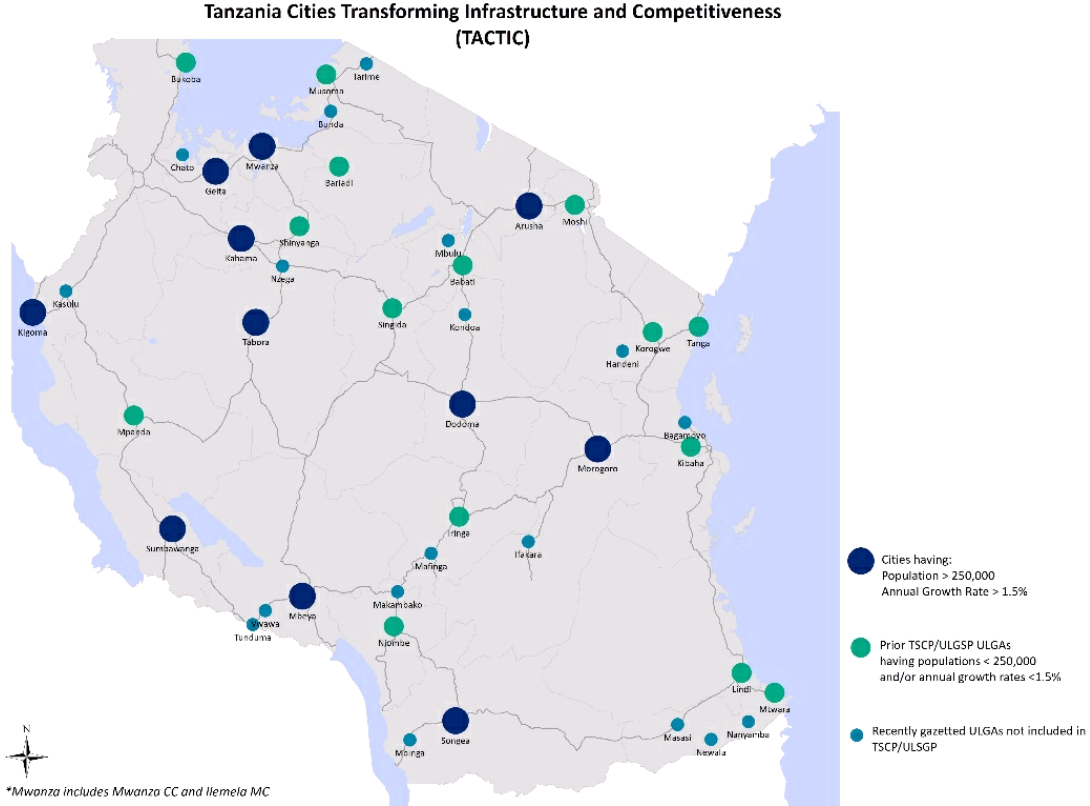 Tanzania Cities Transforming Infrastructure and Competitiveness
(TACTIC)
Bukoba
Musoma
Tarime
Bunda
Chato
Geita
Mwanza
Bariadi
Arusha
Moshi
Kahama
Shinyanga
Mbulu
Nzega
Babati
Kasulu
Kigoma
Tabora
Singida
Kondoa
Korogwe
Tanga
Handeni
Mpanda
Dodoma
Bagamoyo
Kibaha
Morogoro
Iringa
Sumbawanga
Mafinga
Ifakara
Makambako
Mbeya
Vwawa
Tunduma
Njombe
Lindi
Mtwara
Songea
Mbinga
Masasi
Nanyamba
Newala
Cities having:
Population > 250,000
Annual Growth Rate > 1.5%
Prior TSCP/ULGSP ULGAs
having populations < 250,000
and/or annual growth rates <1.5%
Recently gazetted ULGAs not included in
TSCP/ULSGP
N
*Mwanza includes Mwanza CC and Ilemela MC